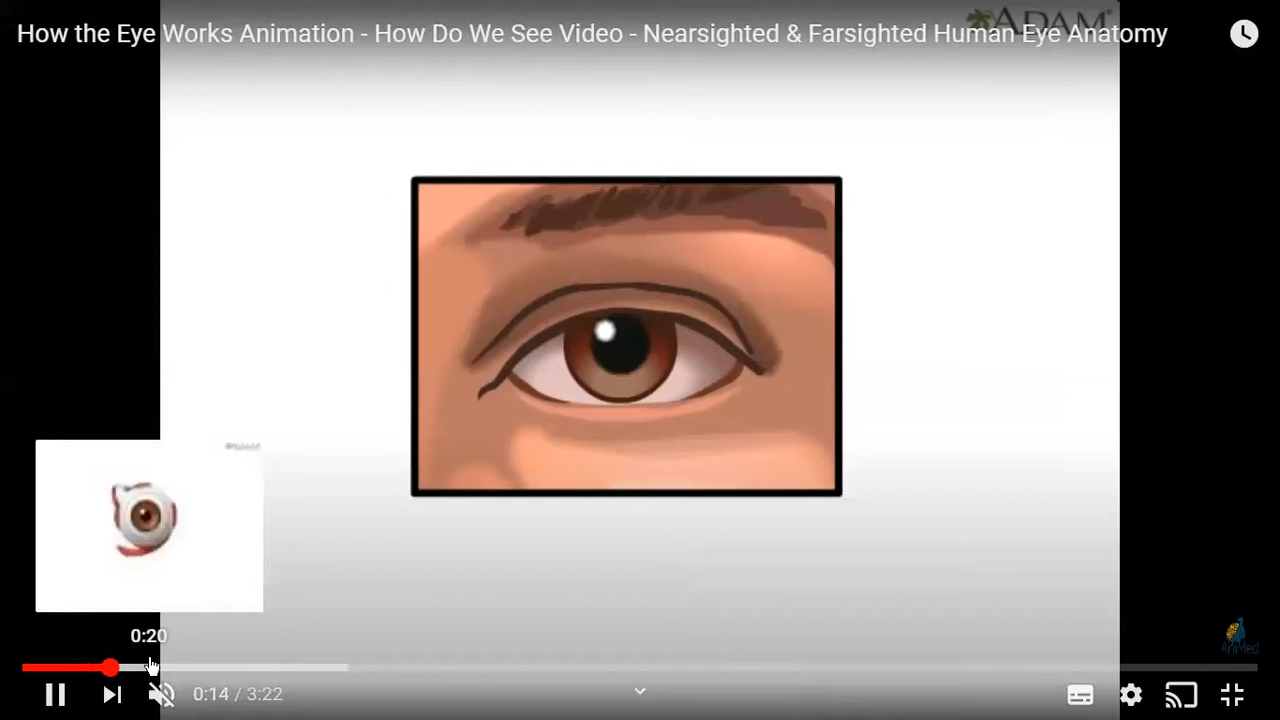 ADAM
How the Eye Works Animation - How Do We See Video - Nearsighted & Farsighted Human Eye Anatomy
0:20
0:14 / 3:22
AniMed